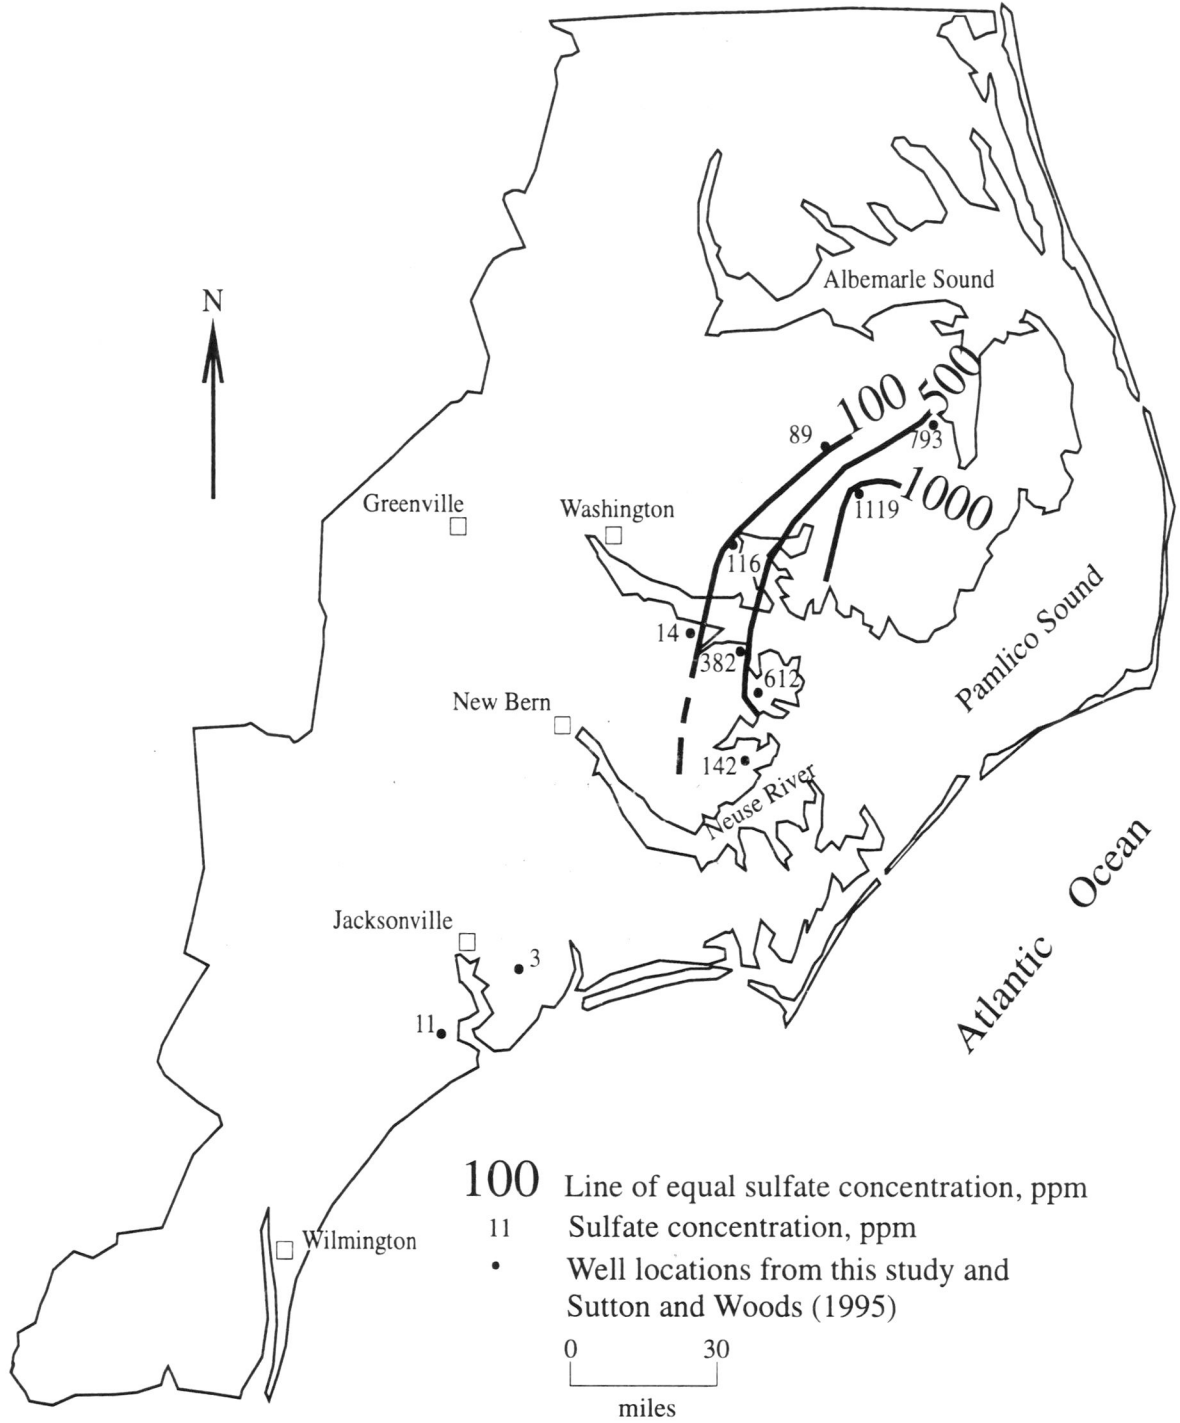 Albemarle Sound
N
500
100
89
793
1000
Greenville
Washington
1119
116
14
382
612
Pamlico Sound
New Bern
142
Neuse River
Atlantic Ocean
Jacksonville
3
11
100 Line of equal sulfate concentration, ppm
11 Sulfate concentration, ppm
Wilmington
• Well locations from this study and
Sutton and Woods (1995)
0 30
miles